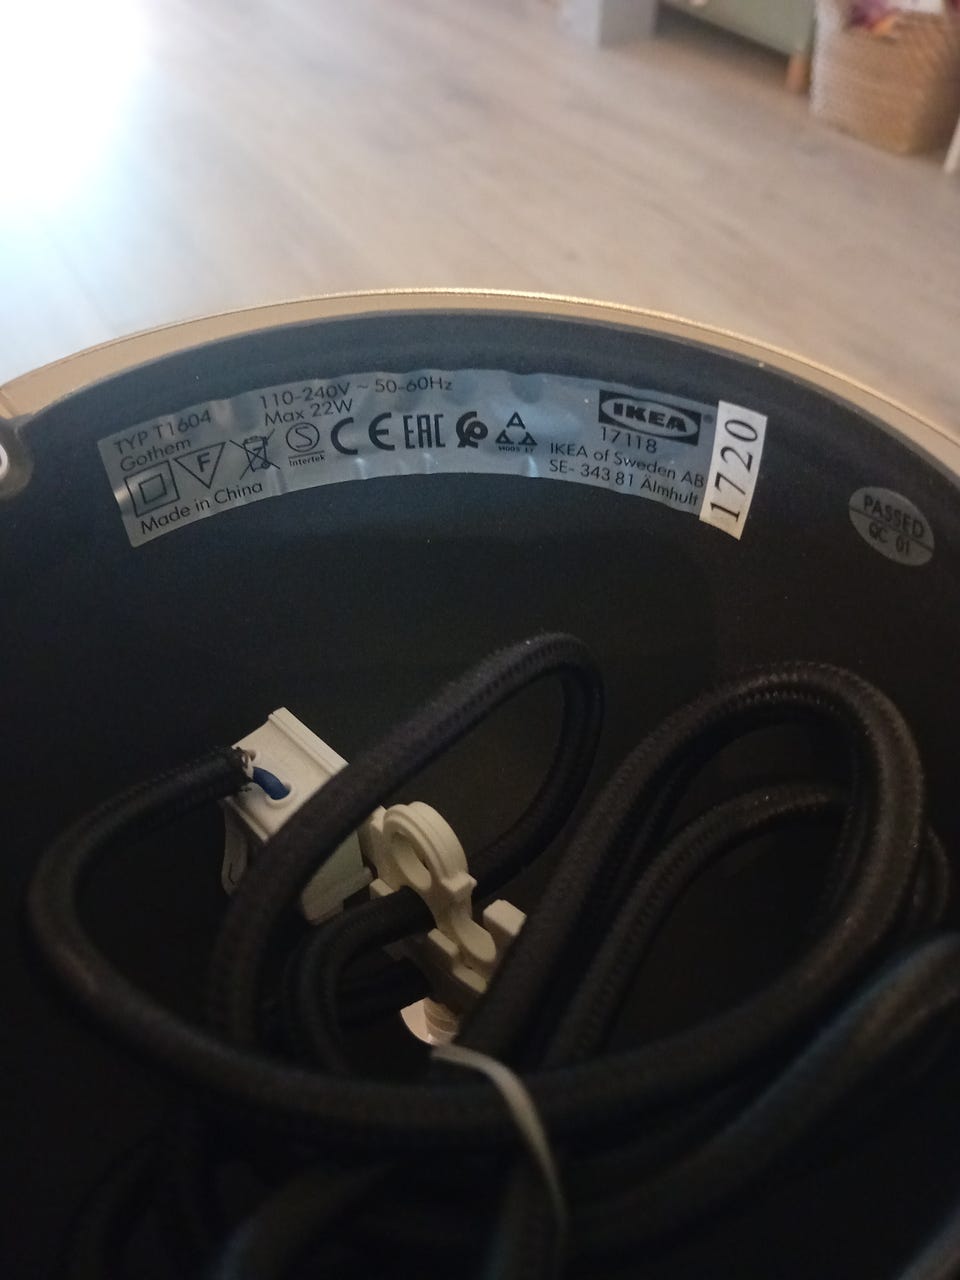 TYP T1604
Gothem
110-240V ~ 50-60Hz
Max 22W
F
S
Intertek
CE EAC
Made in China
IKEA®
17118
IKEA of Sweden AB
SE- 343 81 Älmhult
1720
PASSED
QC 01